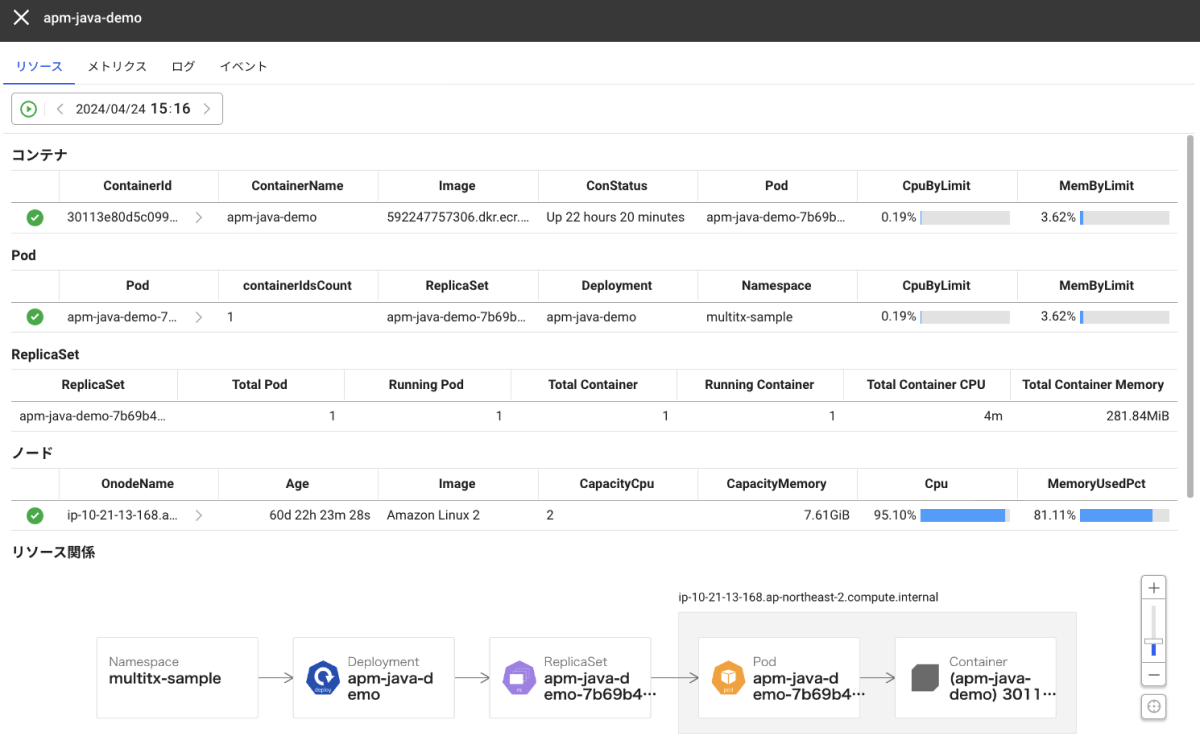 apm-java-demo
リソース メトリクス ログ イベント
2024/04/24 15:16
コンテナ
ContainerId ContainerName Image ConStatus Pod CpuByLimit MemByLimit
30113e80d5c099... apm-java-demo 592247757306.dkr.ecr.... Up 22 hours 20 minutes apm-java-demo-7b69b... 0.19% 3.62%
Pod
Pod containerIdsCount ReplicaSet Deployment Namespace CpuByLimit MemByLimit
apm-java-demo-7... 1 apm-java-demo-7b69b... apm-java-demo multitx-sample 0.19% 3.62%
ReplicaSet
ReplicaSet Total Pod Running Pod Total Container Running Container Total Container CPU Total Container Memory
apm-java-demo-7b69b4... 1 1 1 1 4m 281.84MiB
ノード
OnodeName Age Image CapacityCpu CapacityMemory Cpu MemoryUsedPct
ip-10-21-13-168.a... 60d 22h 23m 28s Amazon Linux 2 2 7.61GiB 95.10% 81.11%
リソース関係
ip-10-21-13-168.ap-northeast-2.compute.internal
Namespace
multitx-sample
deploy
Deployment
apm-java-d
emo
rs
ReplicaSet
apm-java-d
emo-7b69b4···
pod
Pod
apm-java-d
emo-7b69b4···
Container
(apm-java-
demo) 3011···